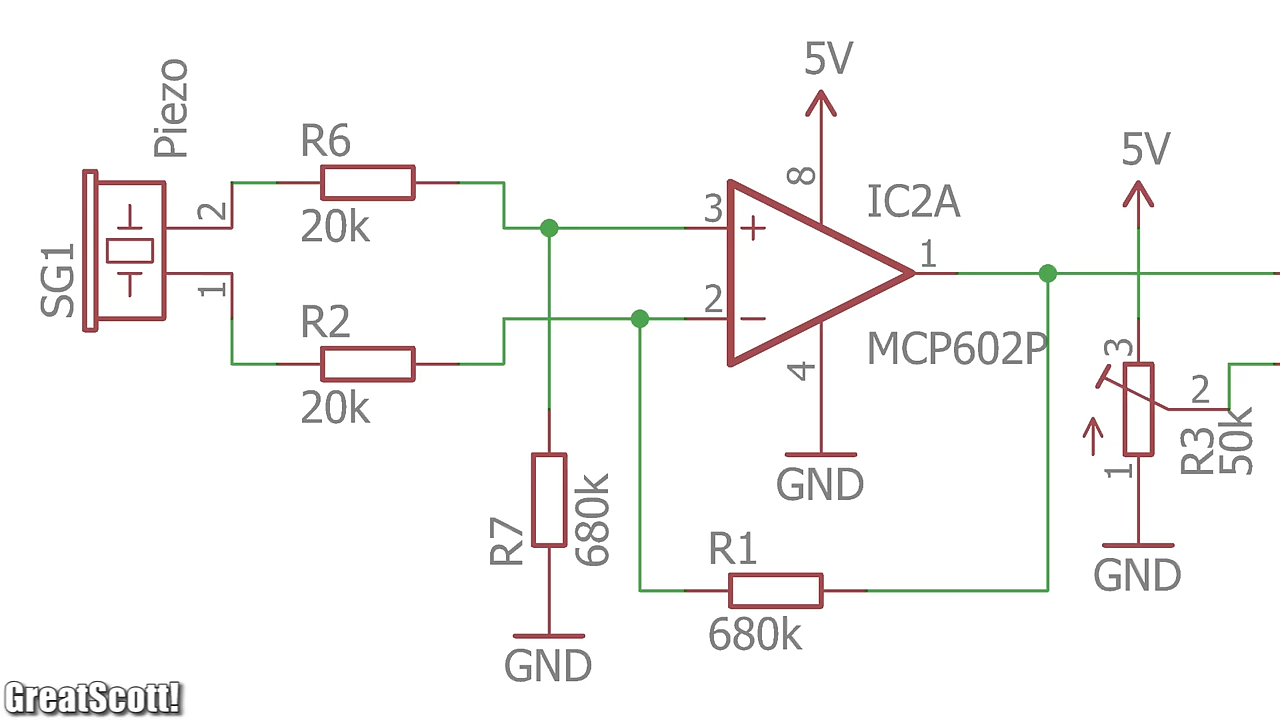 Piezo
SG1
2
1
R6
20k
R2
20k
R7
680k
GND
5V
8
3
+
2
−
4
1
IC2A
MCP602P
GND
R1
680k
5V
3
2
1
R3
50k
GND
GreatScott!